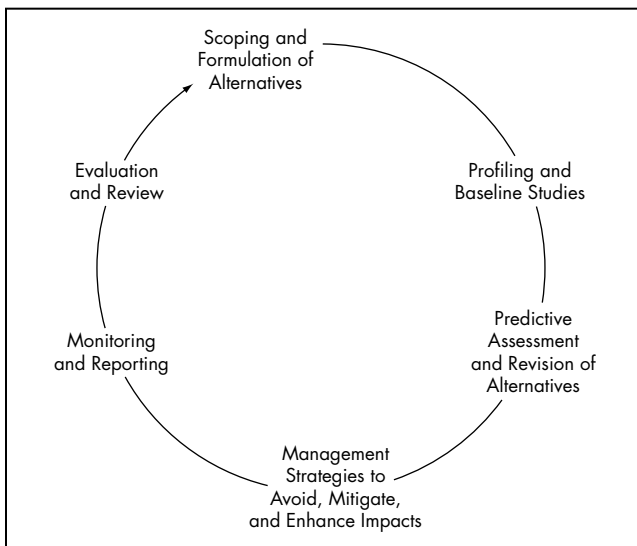 Scoping and
Formulation of
Alternatives
Profiling and
Baseline Studies
Predictive
Assessment
and Revision of
Alternatives
Management
Strategies to
Avoid, Mitigate,
and Enhance Impacts
Monitoring
and Reporting
Evaluation
and Review